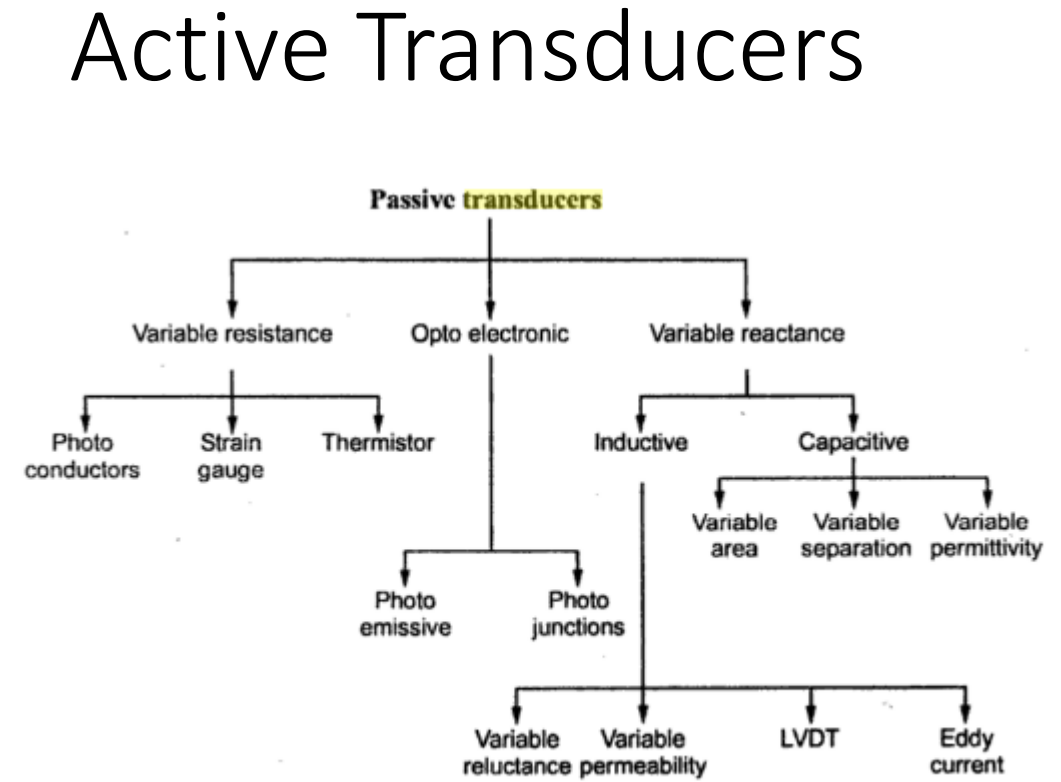 Active Transducers
Passive transducers
Variable resistance Opto electronic Variable reactance
Photo Strain Thermistor Inductive Capacitive
conductors gauge
Variable Variable Variable
area separation permittivity
Photo Photo
emissive junctions
Variable Variable LVDT Eddy
reluctance permeability current